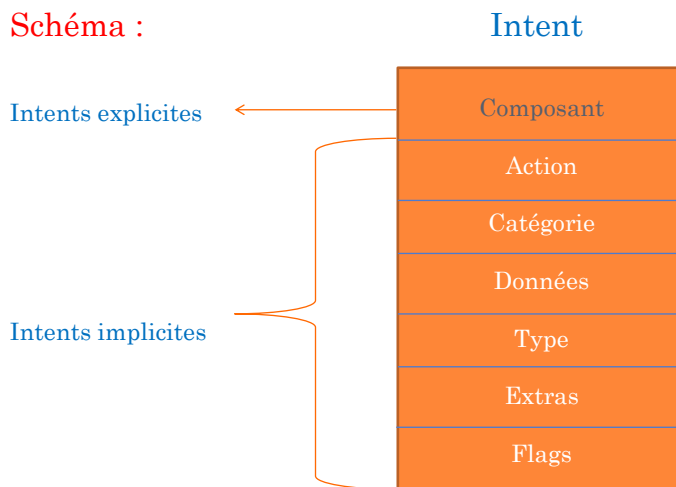 Schéma :
Intent
Intents explicites
Composant
Action
Catégorie
Données
Intents implicites
Type
Extras
Flags